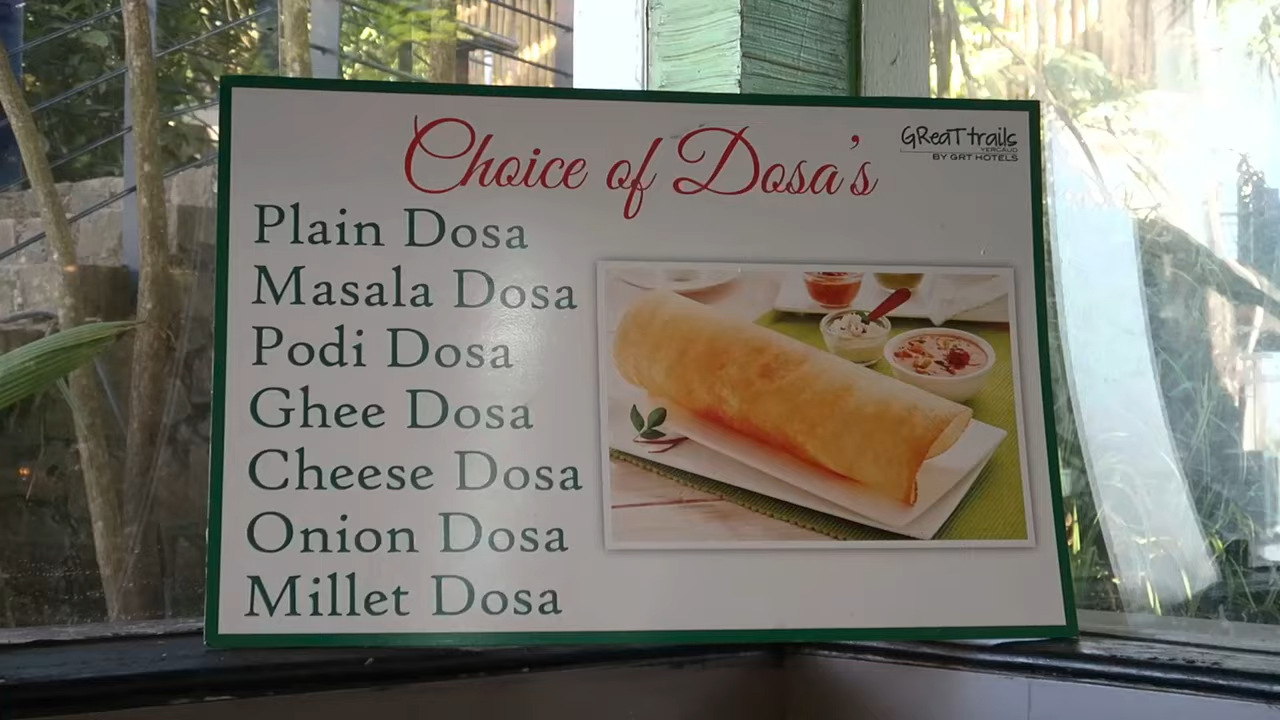 Choice of Dosa's
GReaT trails
YERCAUD
BY GRT HOTELS
Plain Dosa
Masala Dosa
Podi Dosa
Ghee Dosa
Cheese Dosa
Onion Dosa
Millet Dosa